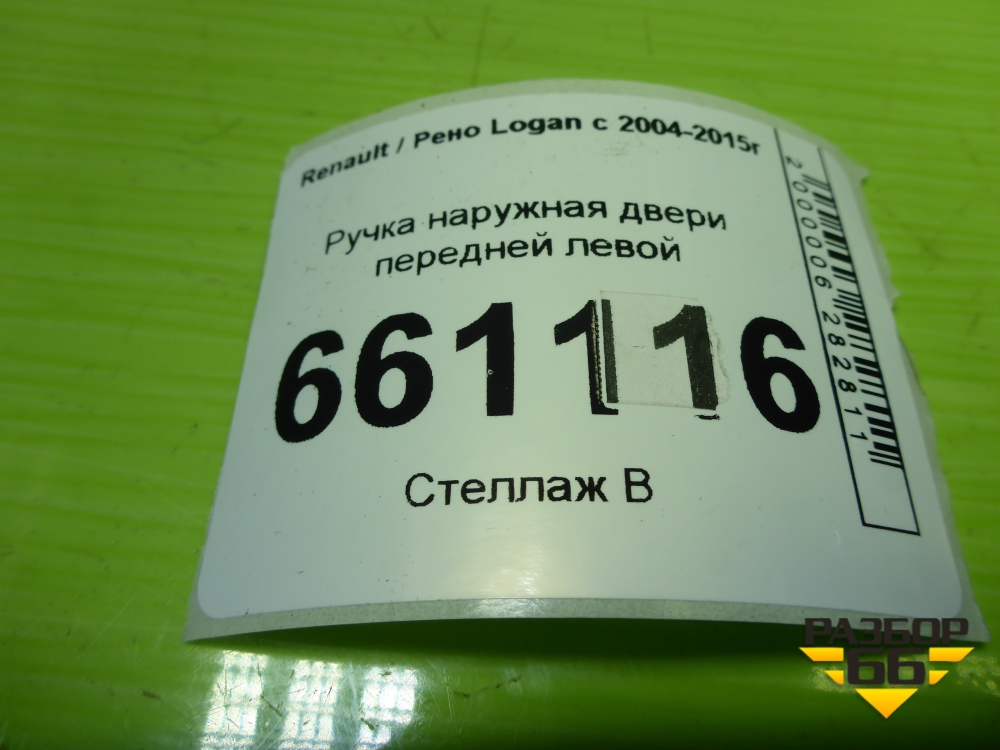 Renault / Рено Logan с 2004-2015г
Ручка наружная двери
передней левой
661116
Стеллаж В
2000006282811
РАЗБОР
66